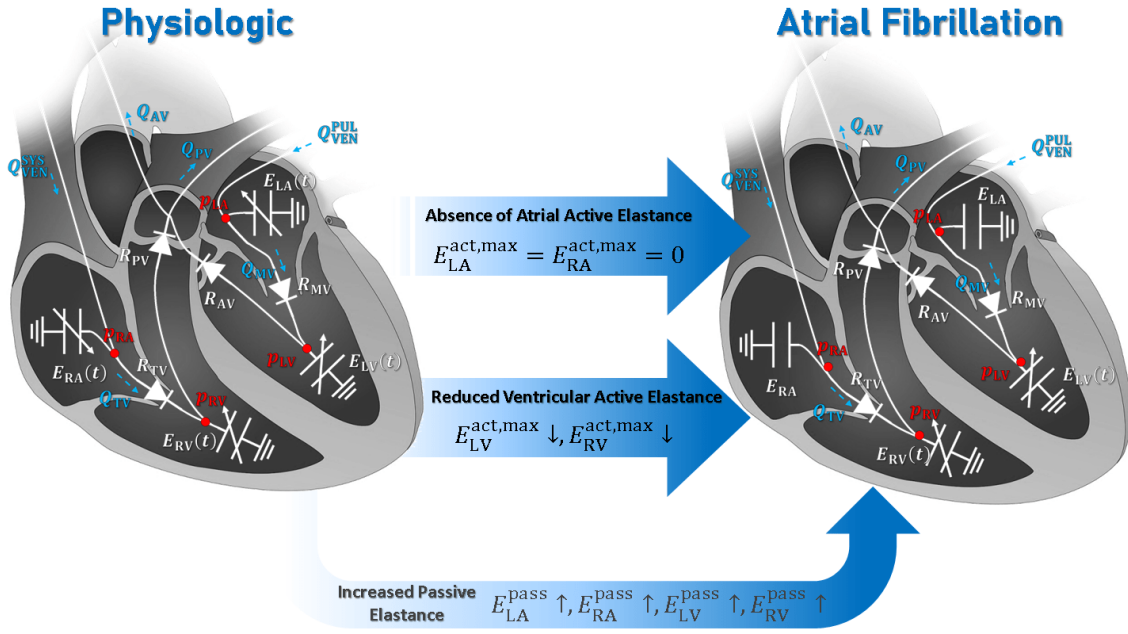 Physiologic
Atrial Fibrillation
Q_AV
Q_PV
Q_VEN^PUL
Q_VEN^SYS
E_LA(t)
p_LA
R_PV
Q_MV
R_MV
R_AV
p_RA
R_TV
p_LV
E_LV(t)
E_RA(t)
Q_TV
p_RV
E_RV(t)
Absence of Atrial Active Elastance
E_LA^act,max = E_RA^act,max = 0
Reduced Ventricular Active Elastance
E_LV^act,max ↓, E_RV^act,max ↓
Q_AV
Q_PV
Q_VEN^PUL
Q_VEN^SYS
E_LA
p_LA
R_PV
Q_MV
R_MV
R_AV
p_RA
R_TV
p_LV
E_LV(t)
E_RA
Q_TV
p_RV
E_RV(t)
Increased Passive
Elastance
E_LA^pass ↑, E_RA^pass ↑, E_LV^pass ↑, E_RV^pass ↑